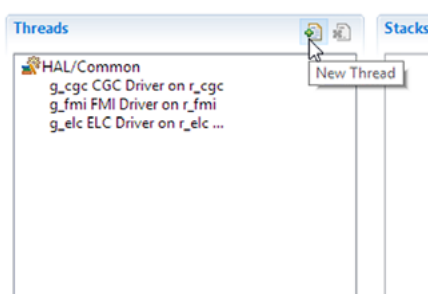 Threads
Stacks
New Thread
HAL/Common
g_cgc CGC Driver on r_cgc
g_fmi FMI Driver on r_fmi
g_elc ELC Driver on r_elc ...